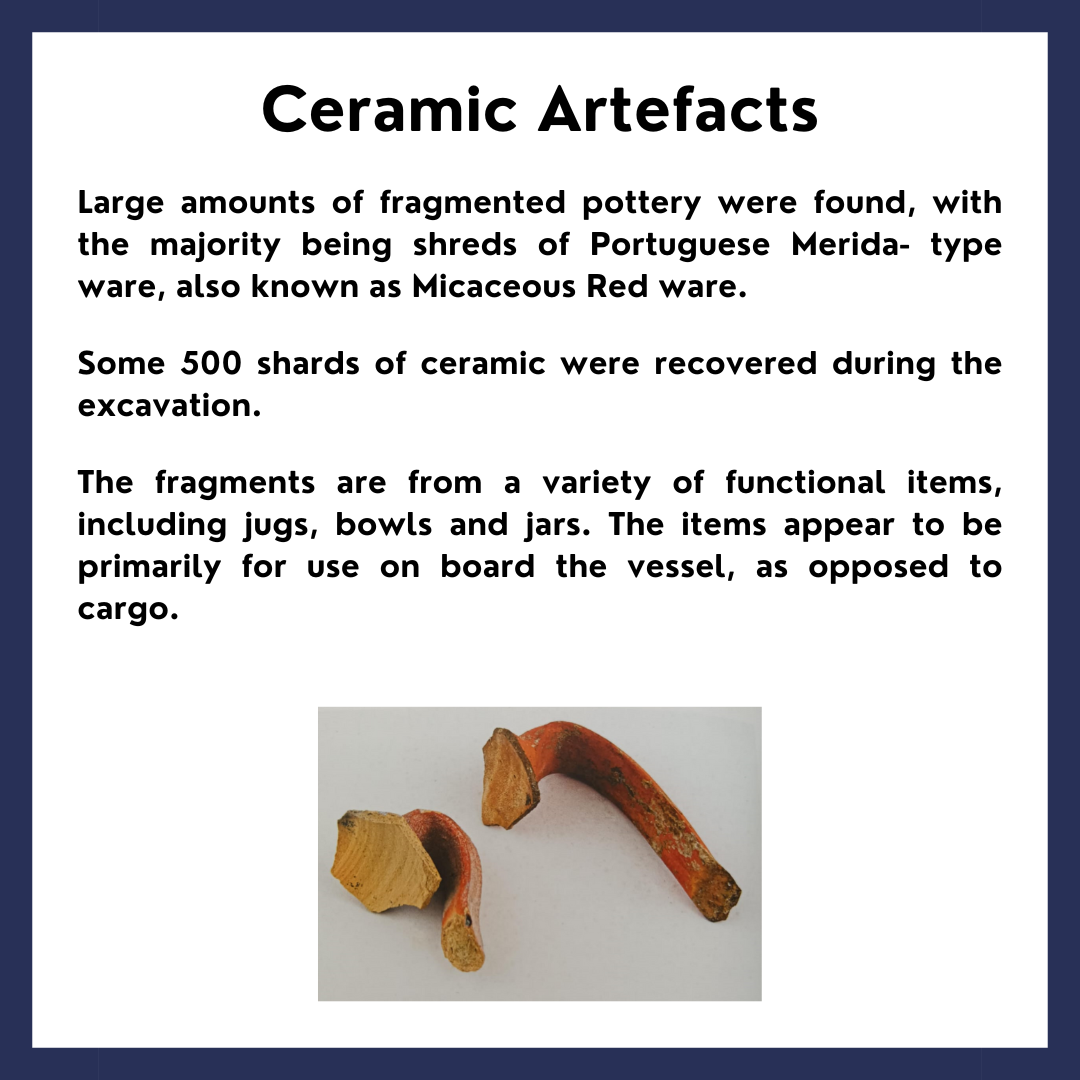 Ceramic Artefacts
Large amounts of fragmented pottery were found, with
the majority being shreds of Portuguese Merida- type
ware, also known as Micaceous Red ware.
Some 500 shards of ceramic were recovered during the
excavation.
The fragments are from a variety of functional items,
including jugs, bowls and jars. The items appear to be
primarily for use on board the vessel, as opposed to
cargo.